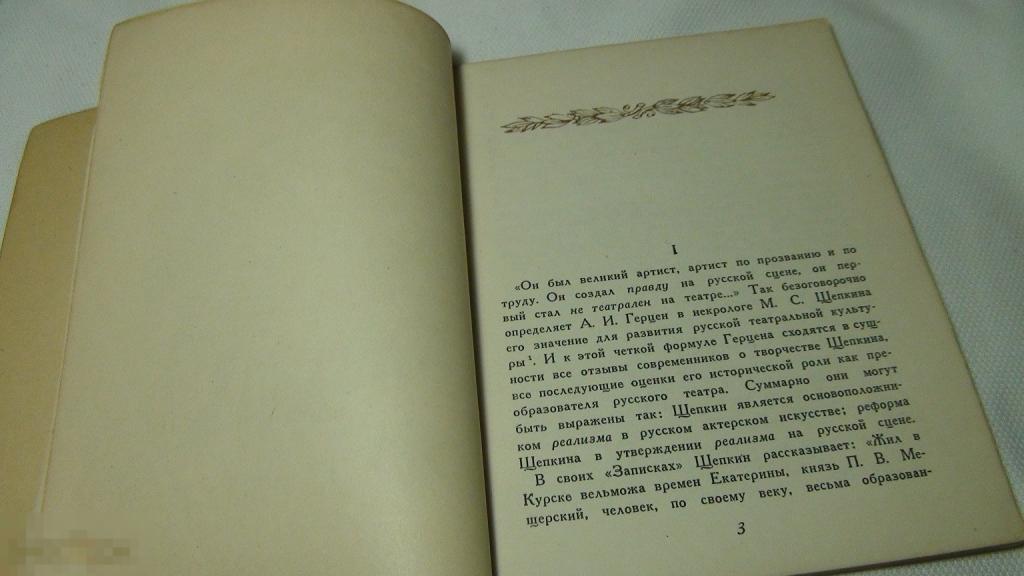 I
«Он был великий артист, артист по прозванию и по
труду. Он создал правду на русской сцене, он пер-
вый стал не театрален на театре...» Так безоговорочно
определяет А. И. Герцен в некрологе М. С. Щепкина
его значение для развития русской театральной культу-
ры¹. И к этой четкой формуле Герцена сходятся в сущ-
ности все отзывы современников о творчестве Щепкина,
все последующие оценки его исторической роли как пре-
образователя русского театра. Суммарно они могут
быть выражены так: Щепкин является основоположни-
ком реализма в русском актерском искусстве; реформа
Щепкина в утверждении реализма на русской сцене.
В своих «Записках» Щепкин рассказывает: «Жил в
Курске вельможа времен Екатерины, князь П. В. Ме-
щерский, человек, по своему веку, весьма образован-
3